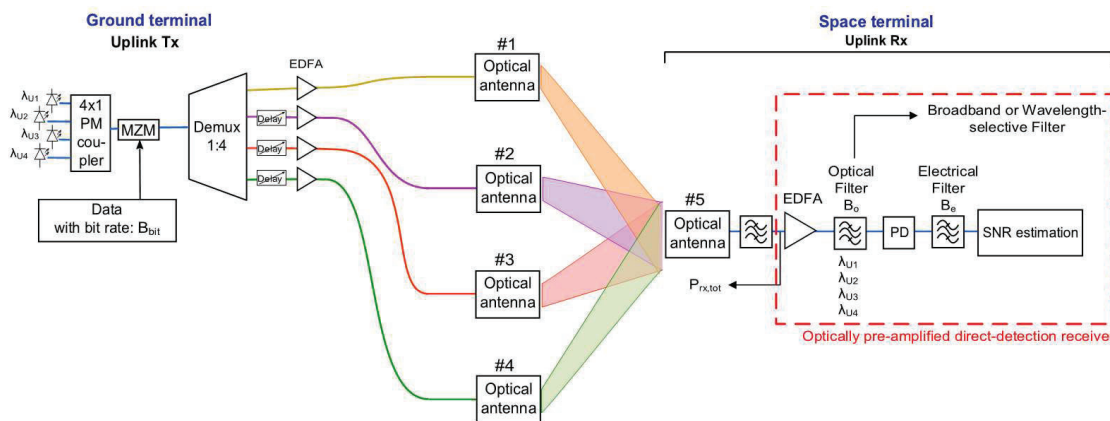 Ground terminal
Uplink Tx
Space terminal
Uplink Rx
#1
Optical
antenna
EDFA
λU1
λU2
λU3
λU4
4x1
PM
cou-
pler
MZM
Demux
1:4
Delay
Delay
Delay
Data
with bit rate: Bbit
#2
Optical
antenna
#3
Optical
antenna
#4
Optical
antenna
#5
Optical
antenna
Prx,tot
Broadband or Wavelength-
selective Filter
EDFA
Optical
Filter
Bo
λU1
λU2
λU3
λU4
PD
Electrical
Filter
Be
SNR estimation
Optically pre-amplified direct-detection receive